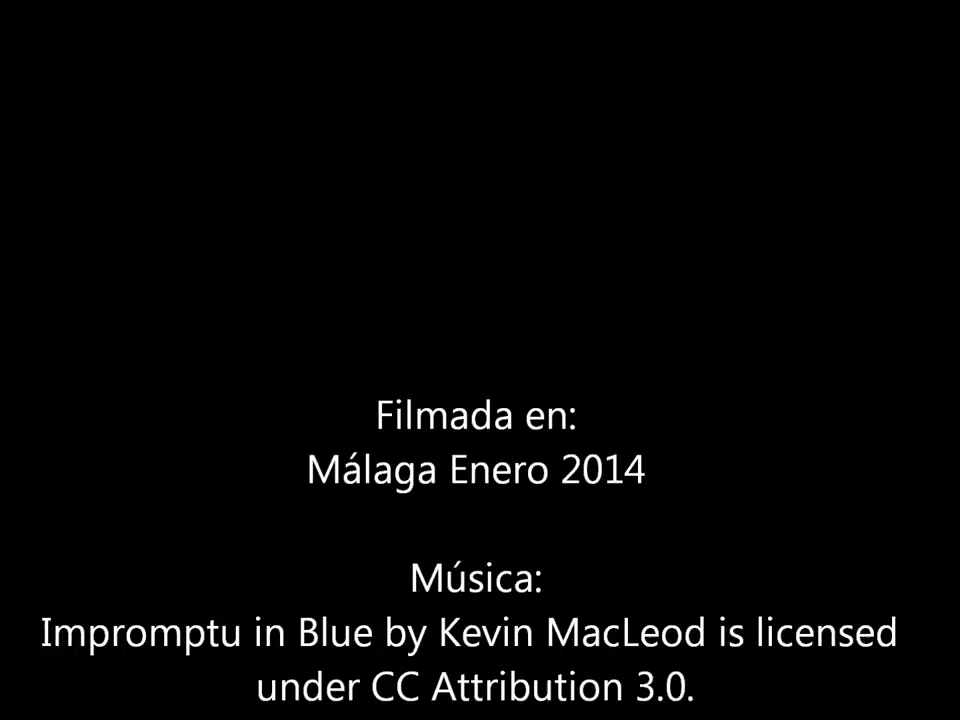 Filmada en:
Málaga Enero 2014
Música:
Impromptu in Blue by Kevin MacLeod is licensed
under CC Attribution 3.0.